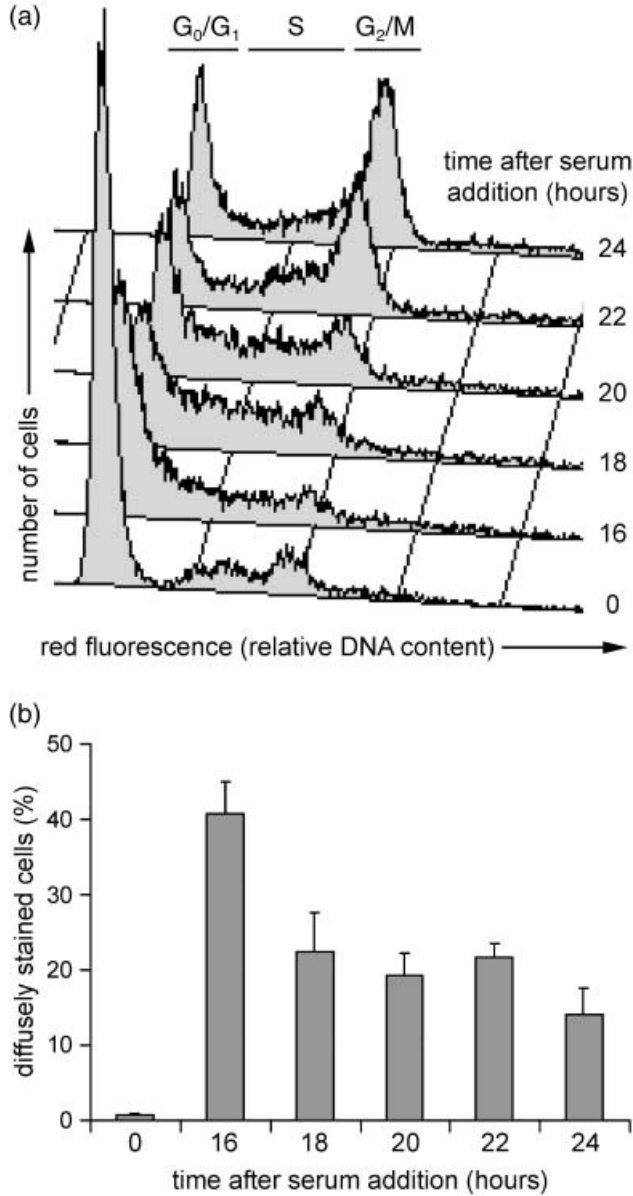 (a)
G₀/G₁ S G₂/M
time after serum
addition (hours)
24
22
20
18
16
0
number of cells
red fluorescence (relative DNA content)
(b)
diffusely stained cells (%)
50
40
30
20
10
0
0 16 18 20 22 24
time after serum addition (hours)